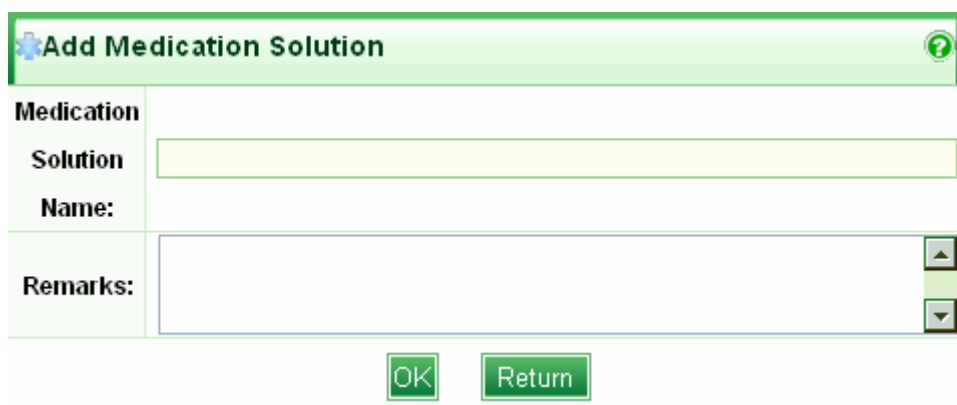 Add Medication Solution
Medication
Solution
Name:
Remarks:
OK Return